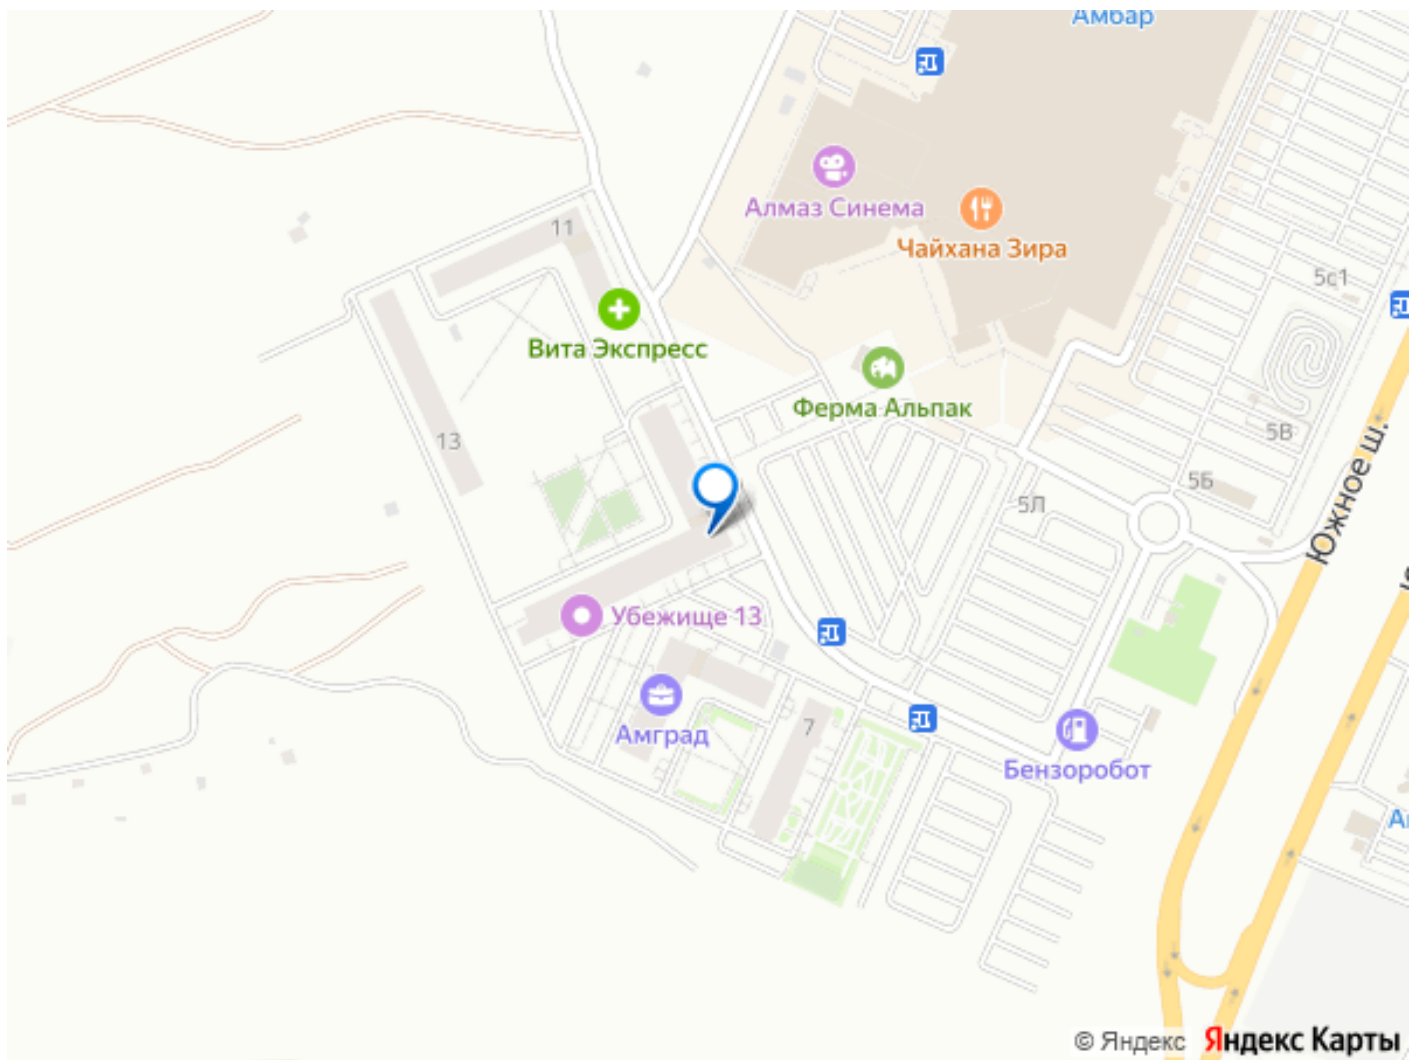 Амбар
Алмаз Синема
11
Чайхана Зира
5с1
Вита Экспресс
Ферма Альпак
13
5В
5Б
5Л
Южное ш.
Убежище 13
Амград
7
Бензоробот
© Яндекс Яндекс Карты